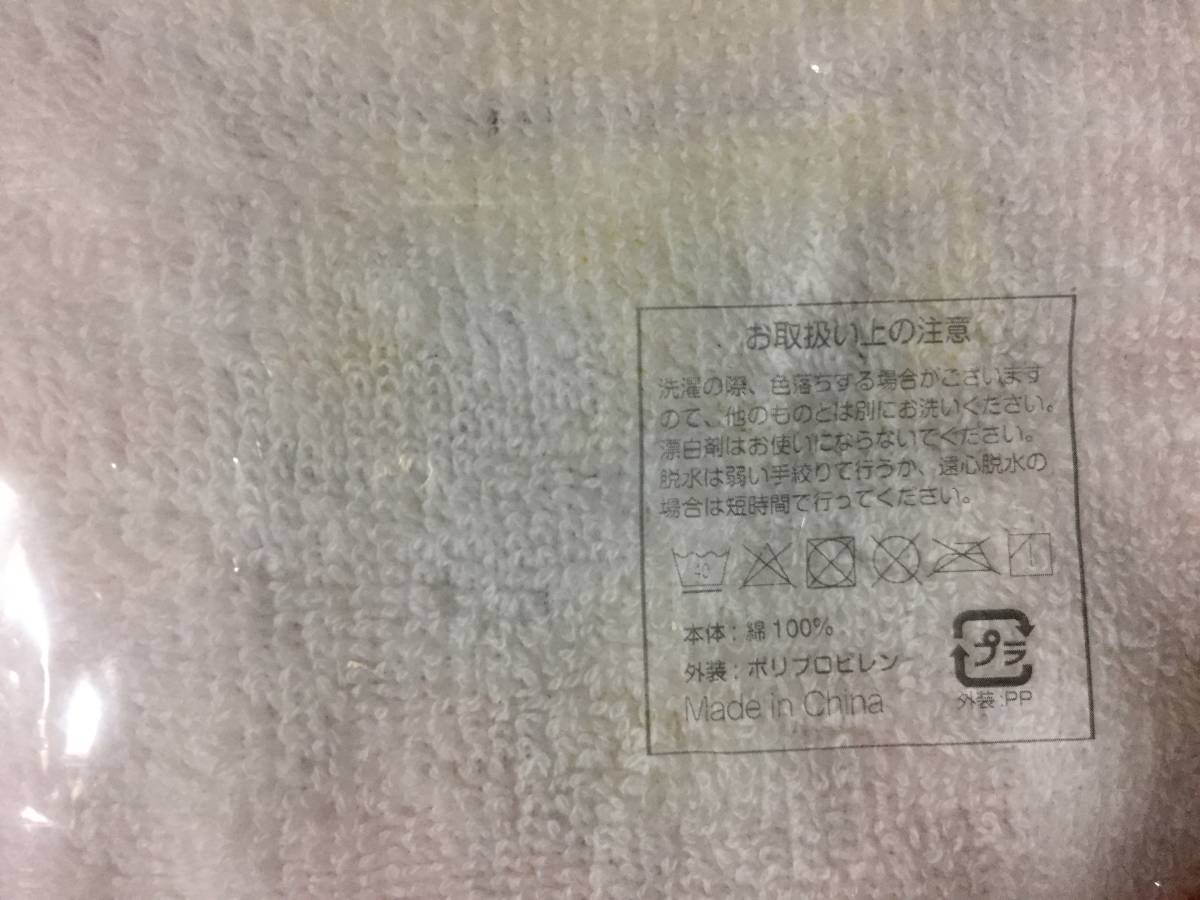 お取扱い上の注意
洗濯の際、色落ちする場合がございます
ので、他のものとは別にお洗いください。
漂白剤はお使いにならないでください。
脱水は弱い手絞りで行うか、遠心脱水の
場合は短時間で行ってください。
40
本体：綿100%
外装：ポリプロピレン
Made in China
プラ
外装:PP